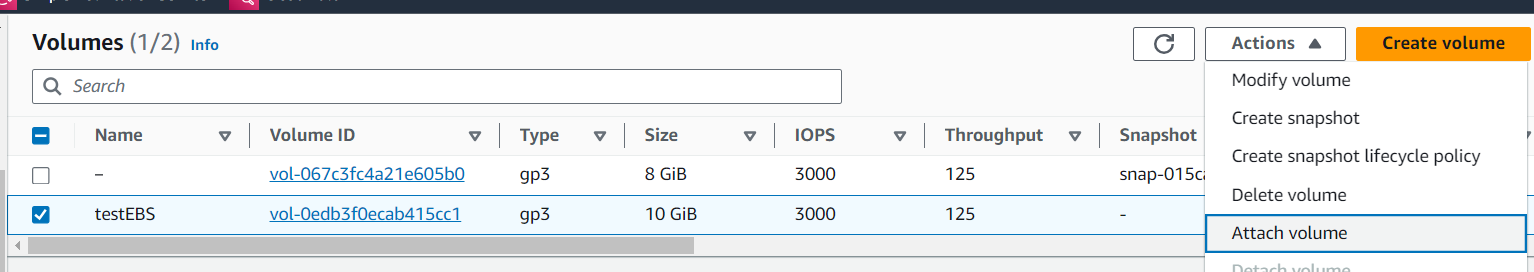 Volumes (1/2) Info
Actions
Create volume
Search
Modify volume
Create snapshot
Create snapshot lifecycle policy
Delete volume
Attach volume
Detach volume
Name Volume ID Type Size IOPS Throughput Snapshot
– vol-067c3fc4a21e605b0 gp3 8 GiB 3000 125 snap-015c
testEBS vol-0edb3f0ecab415cc1 gp3 10 GiB 3000 125 -